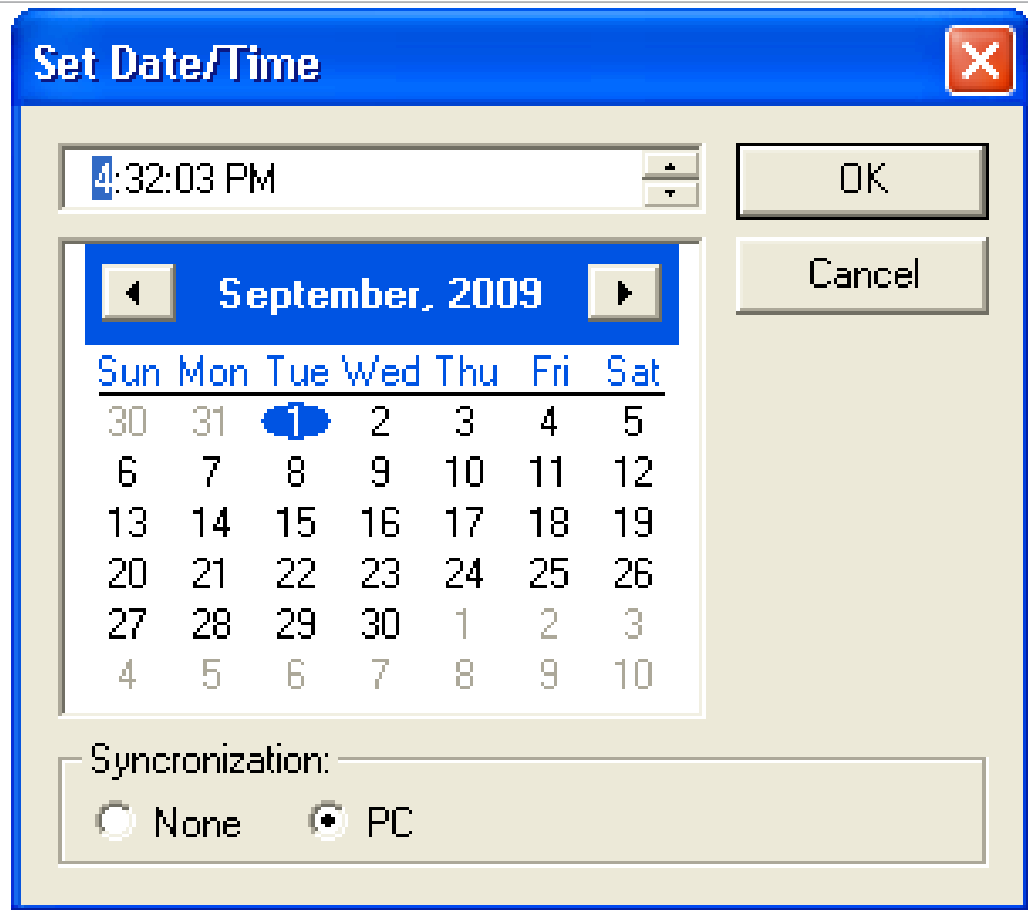 Set Date/Time
4:32:03 PM
OK
Cancel
September, 2009
Sun Mon Tue Wed Thu Fri Sat
30 31 1 2 3 4 5
6 7 8 9 10 11 12
13 14 15 16 17 18 19
20 21 22 23 24 25 26
27 28 29 30 1 2 3
4 5 6 7 8 9 10
Syncronization:
None PC